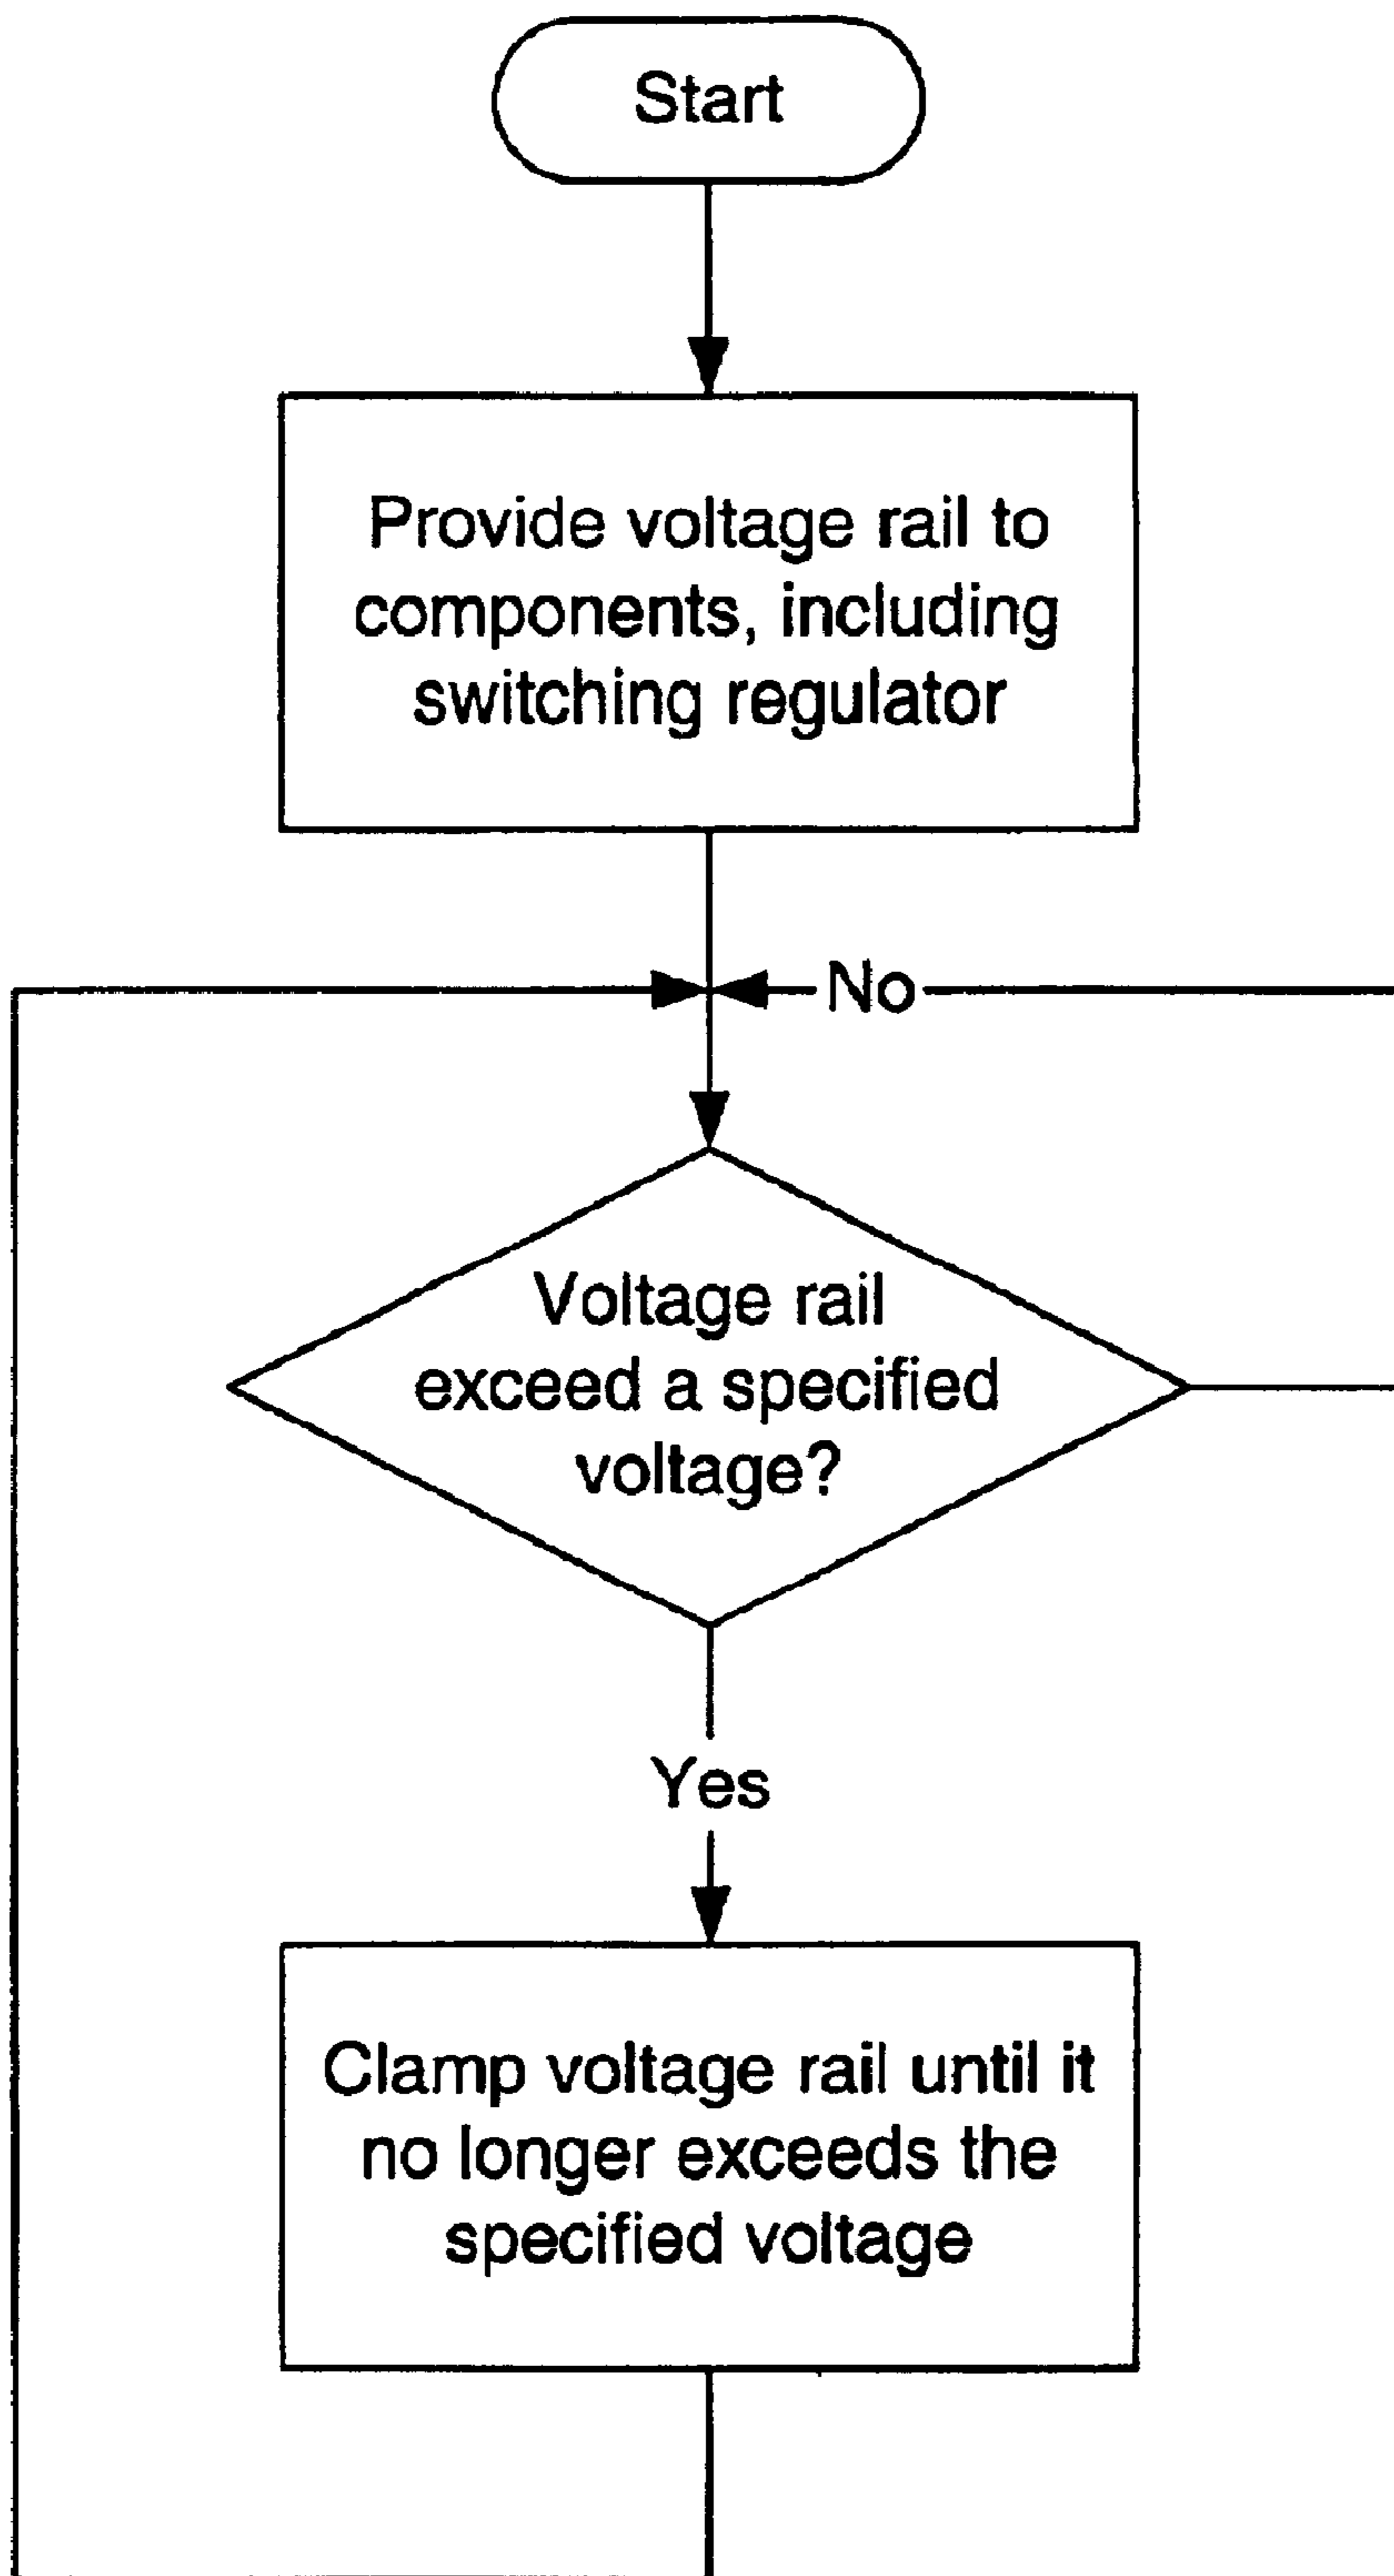 Start
Provide voltage rail to
components, including
switching regulator
No
Voltage rail
exceed a specified
voltage?
Yes
Clamp voltage rail until it
no longer exceeds the
specified voltage